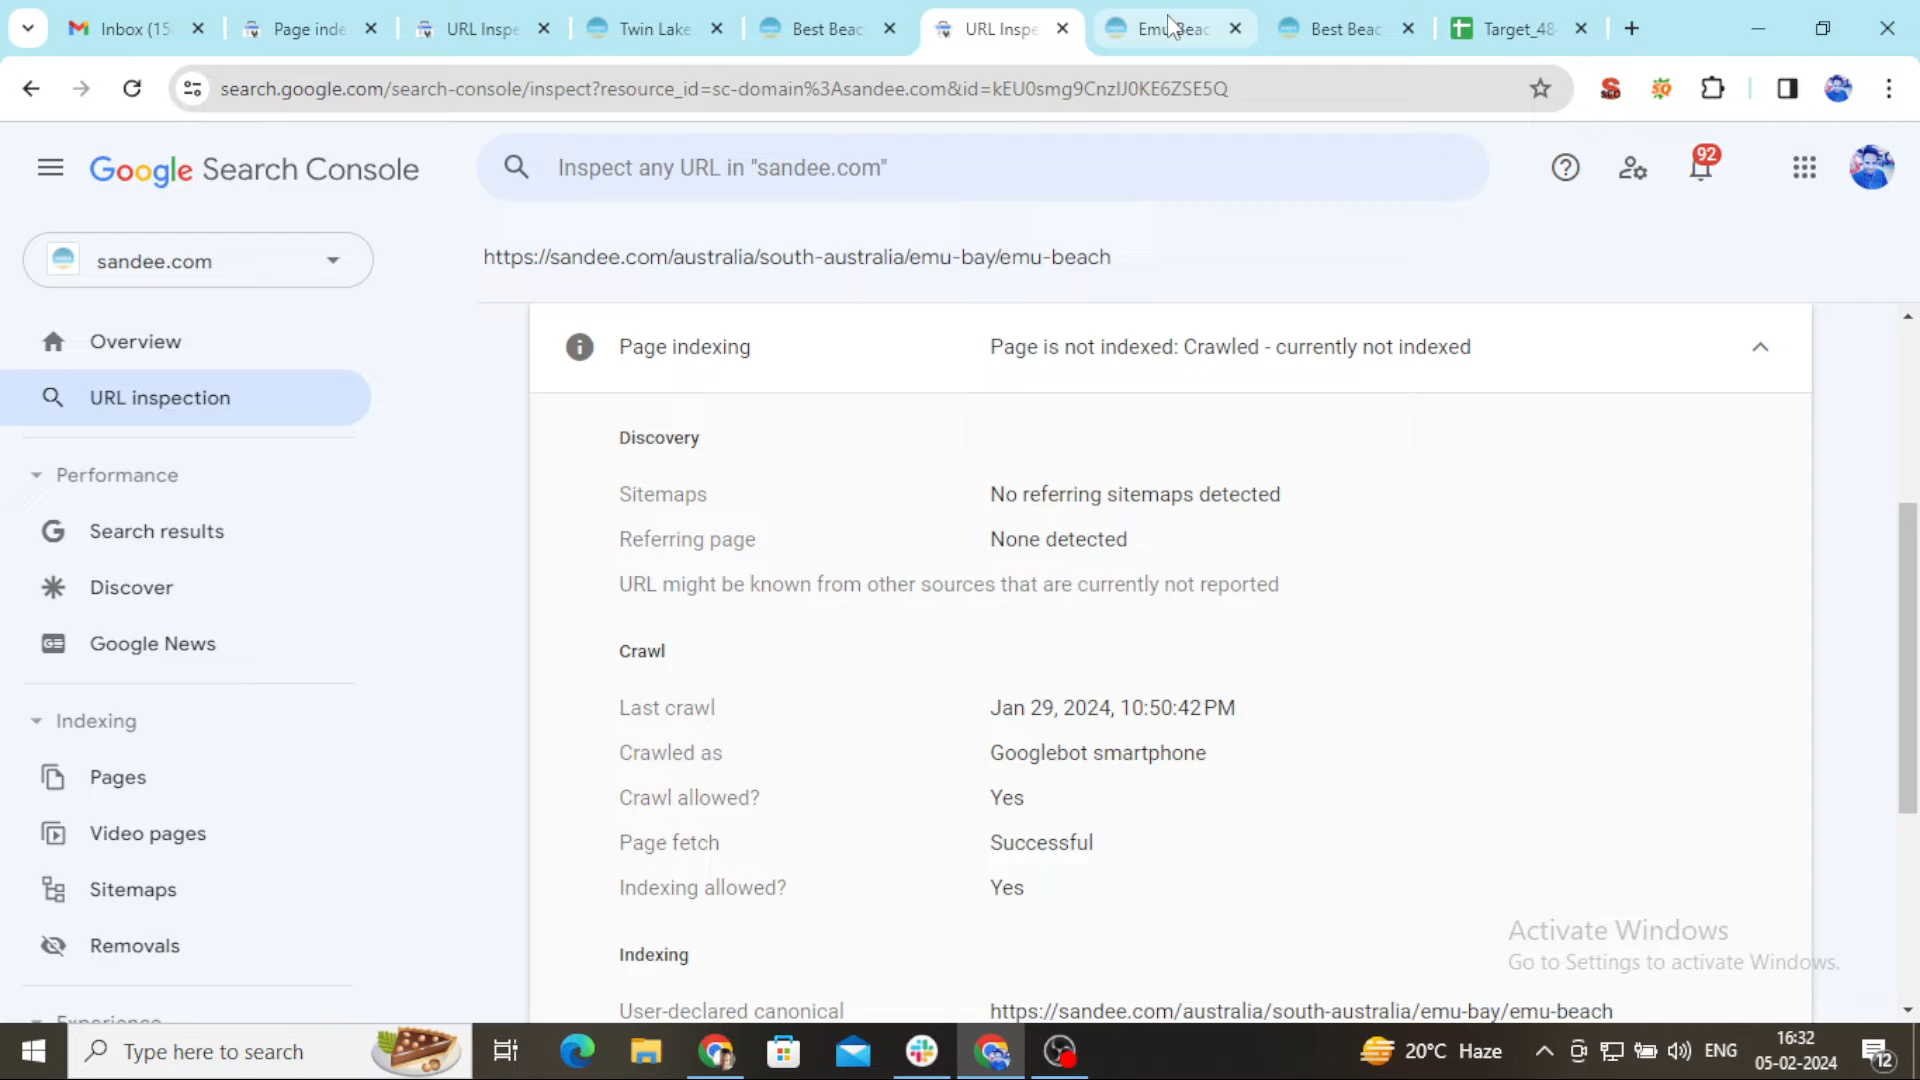 Inbox (15
Page inde
URL Inspe
Twin Lake
Best Beac
URL Inspe
Emu Beac
Best Beac
Target_48
search.google.com/search-console/inspect?resource_id=sc-domain%3Asandee.com&id=kEU0smg9CnzIJ0KE6ZSE5Q
SEO
SQ
Google Search Console
Inspect any URL in "sandee.com"
92
sandee.com
https://sandee.com/australia/south-australia/emu-bay/emu-beach
Overview
URL inspection
Performance
Search results
Discover
Google News
Indexing
Pages
Video pages
Sitemaps
Removals
Experience
Page indexing
Page is not indexed: Crawled - currently not indexed
Discovery
Sitemaps
No referring sitemaps detected
Referring page
None detected
URL might be known from other sources that are currently not reported
Crawl
Last crawl
Jan 29, 2024, 10:50:42 PM
Crawled as
Googlebot smartphone
Crawl allowed?
Yes
Page fetch
Successful
Indexing allowed?
Yes
Indexing
User-declared canonical
https://sandee.com/australia/south-australia/emu-bay/emu-beach
Activate Windows
Go to Settings to activate Windows.
Type here to search
20°C Haze
ENG
16:32
05-02-2024
12